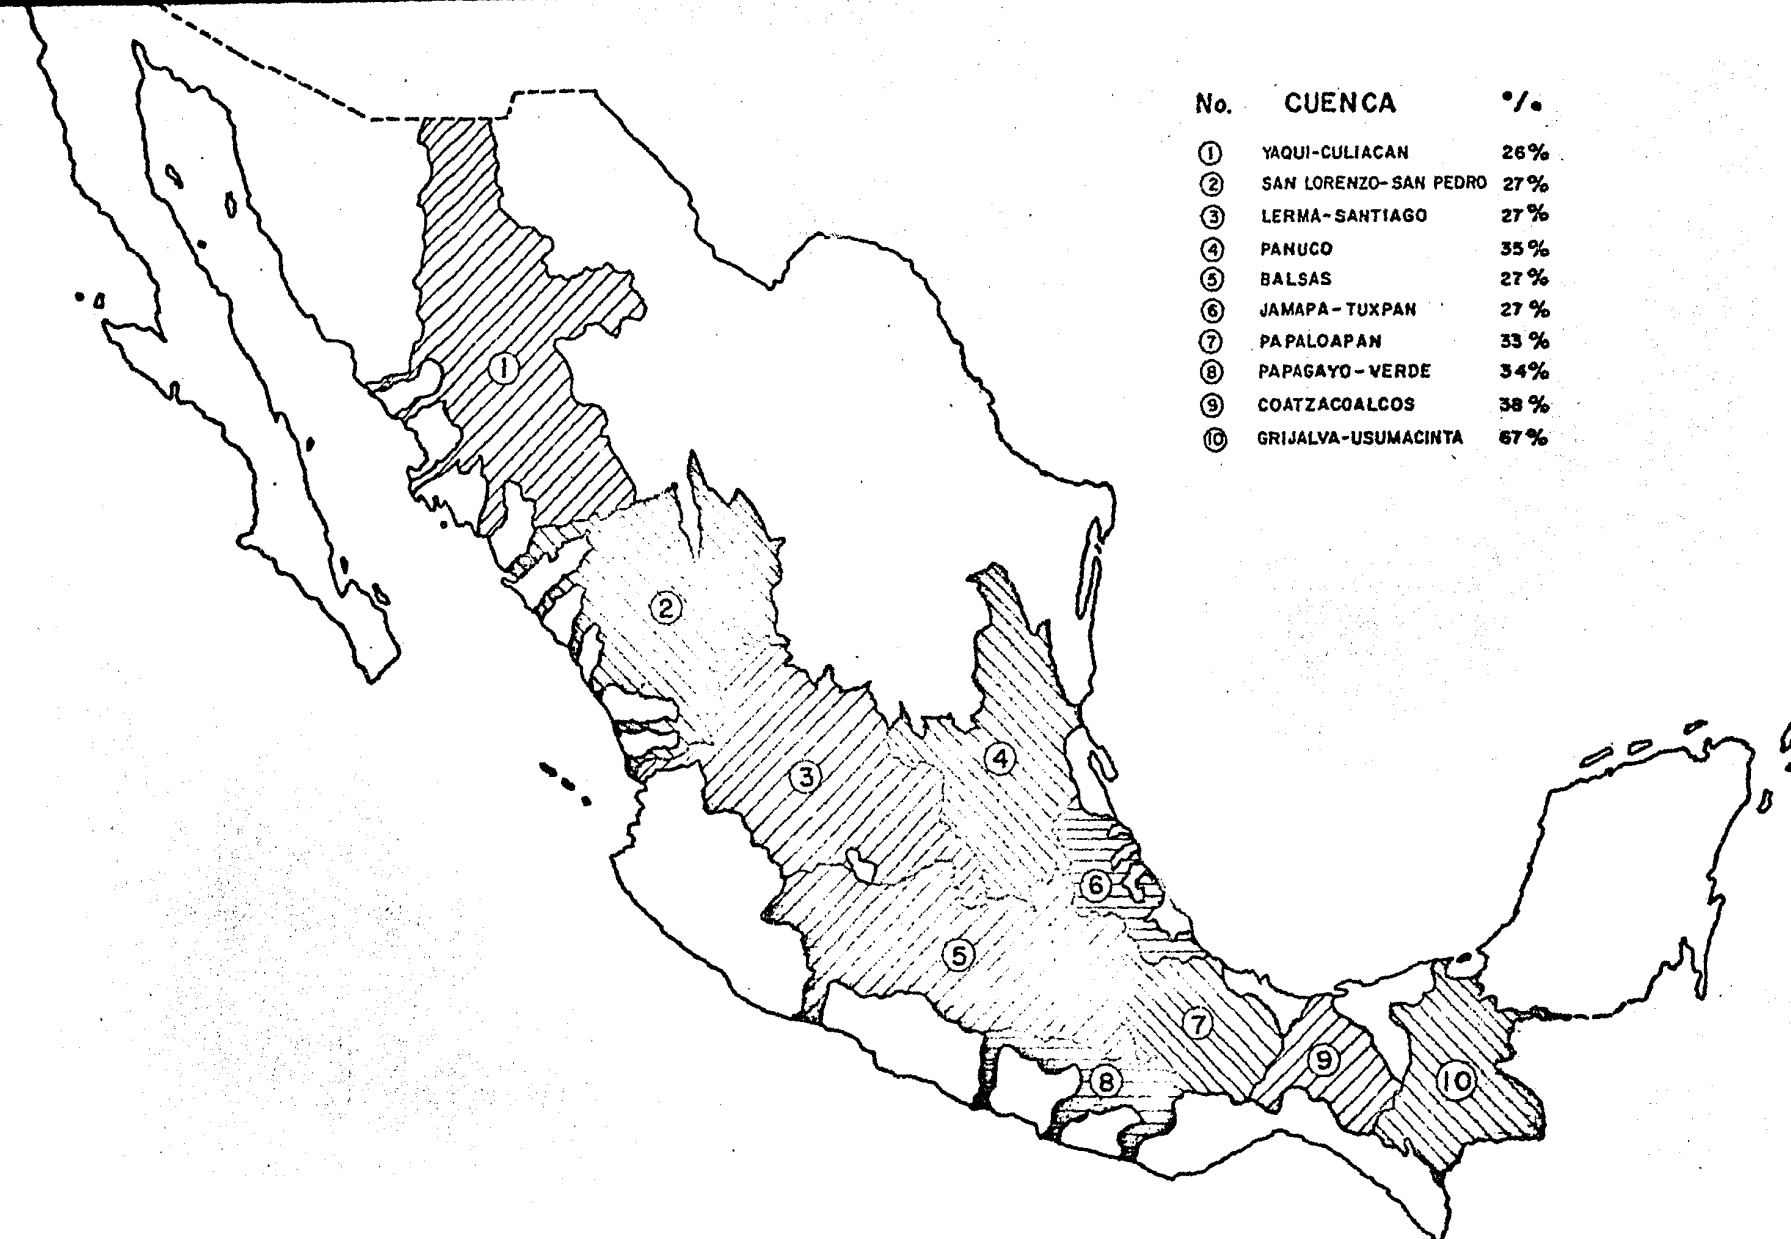 No. CUENCA °/.
① YAQUI-CULIACAN 26%
② SAN LORENZO-SAN PEDRO 27%
③ LERMA-SANTIAGO 27%
④ PANUCO 35%
⑤ BALSAS 27%
⑥ JAMAPA-TUXPAN 27%
⑦ PAPALOAPAN 33%
⑧ PAPAGAYO-VERDE 34%
⑨ COATZACOALCOS 38%
⑩ GRIJALVA-USUMACINTA 67%
①
②
③
④
⑥
⑤
⑦
⑨
⑧
⑩